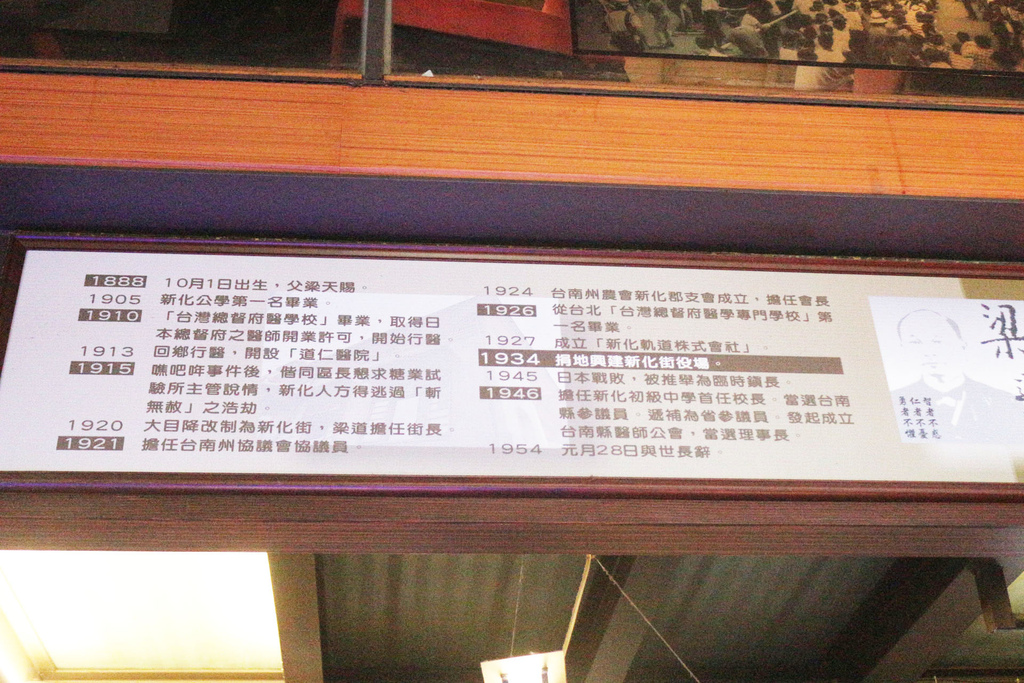 1888 10月1日出生，父梁天賜。
1905 新化公學第一名畢業。
1910 「台灣總督府醫學校」畢業，取得日
本總督府之醫師開業許可，開始行醫。
1913 回鄉行醫，開設「道仁醫院」。
1915 噍吧哖事件後，偕同區長懇求糖業試
驗所主管說情，新化人方得逃過「斬
無赦」之浩劫。
1920 大目降改制為新化街，梁道擔任街長。
1921 擔任台南州協議會協議員。
1924 台南州農會新化郡支會成立，擔任會長
1926 從台北「台灣總督府醫學專門學校」第
一名畢業。
1927 成立「新化軌道株式會社」。
1934 捐地興建新化街役場。
1945 日本戰敗，被推舉為臨時鎮長。
1946 擔任新化初級中學首任校長。當選台南
縣參議員。遞補為省參議員。發起成立
台南縣醫師公會，當選理事長。
1954 元月28日與世長辭。
梁
智者不惑
仁者不憂
勇者不懼